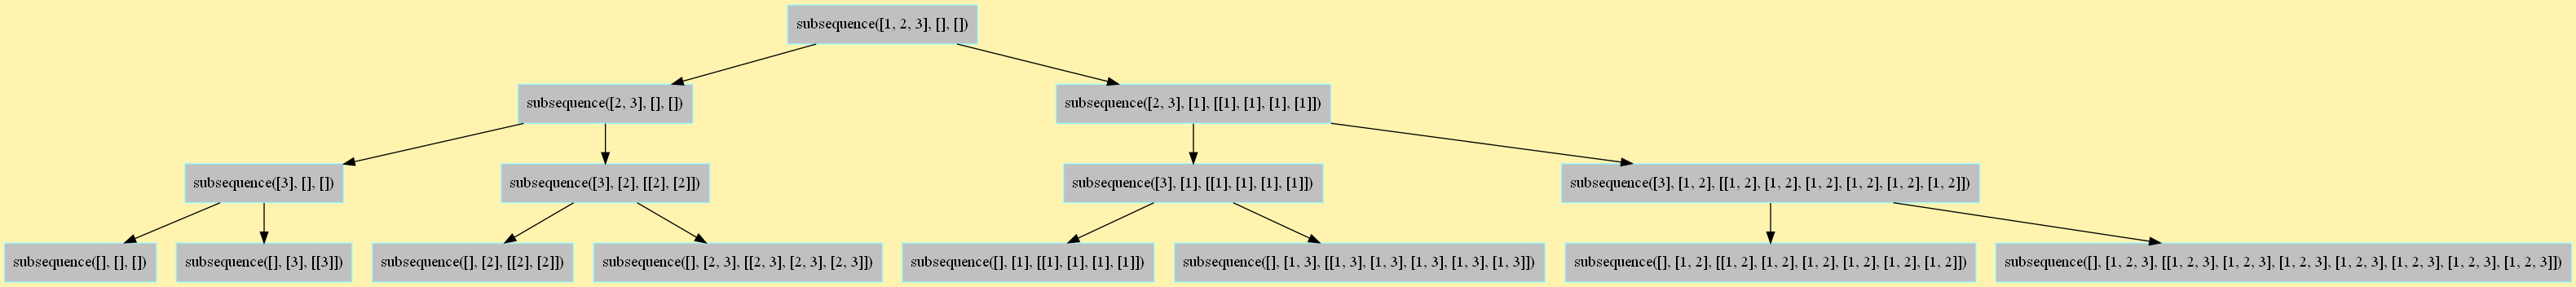 subsequence([1, 2, 3], [], [])
subsequence([2, 3], [], [])
subsequence([2, 3], [1], [[1], [1], [1], [1]])
subsequence([3], [], [])
subsequence([3], [2], [[2], [2]])
subsequence([3], [1], [[1], [1], [1], [1]])
subsequence([3], [1, 2], [[1, 2], [1, 2], [1, 2], [1, 2], [1, 2], [1, 2]])
subsequence([], [], [])
subsequence([], [3], [[3]])
subsequence([], [2], [[2], [2]])
subsequence([], [2, 3], [[2, 3], [2, 3], [2, 3]])
subsequence([], [1], [[1], [1], [1], [1]])
subsequence([], [1, 3], [[1, 3], [1, 3], [1, 3], [1, 3], [1, 3]])
subsequence([], [1, 2], [[1, 2], [1, 2], [1, 2], [1, 2], [1, 2], [1, 2]])
subsequence([], [1, 2, 3], [[1, 2, 3], [1, 2, 3], [1, 2, 3], [1, 2, 3], [1, 2, 3], [1, 2, 3], [1, 2, 3]])